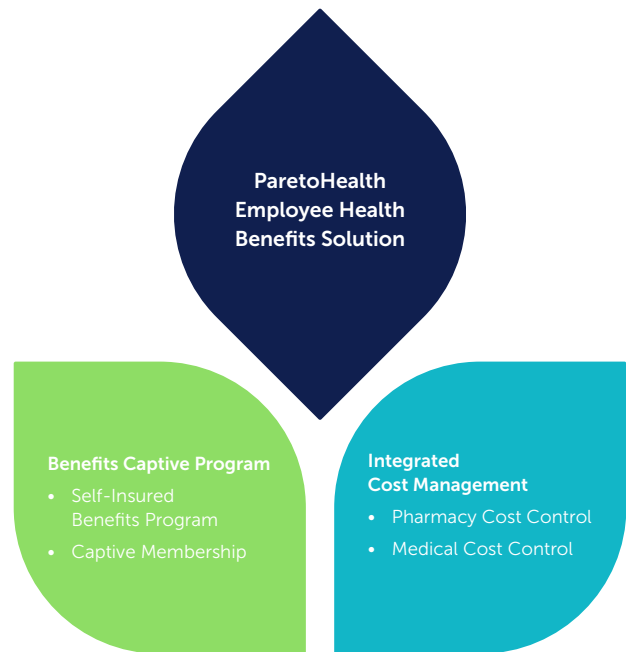 ParetoHealth
Employee Health
Benefits Solution
Benefits Captive Program
• Self-Insured
Benefits Program
• Captive Membership
Integrated
Cost Management
• Pharmacy Cost Control
• Medical Cost Control